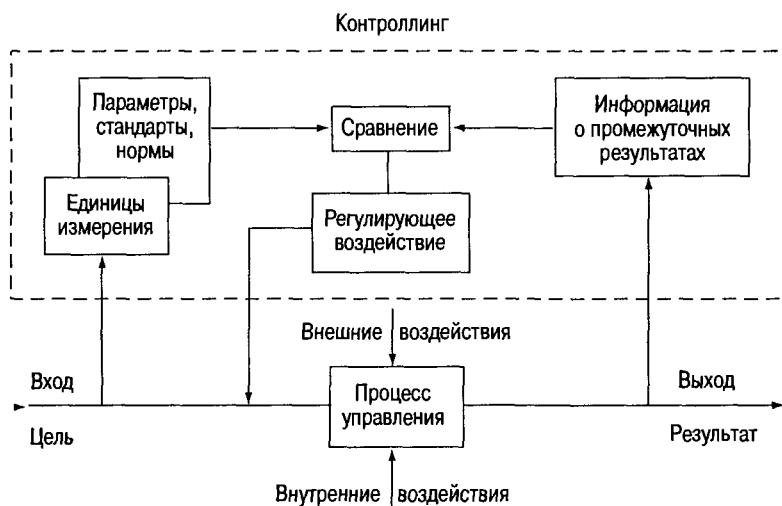 Контроллинг
Параметры,
стандарты,
нормы
Единицы
измерения
Сравнение
Регулирующее
воздействие
Информация
о промежуточных
результатах
Внешние воздействия
Вход
Цель
Процесс
управления
Выход
Результат
Внутренние воздействия